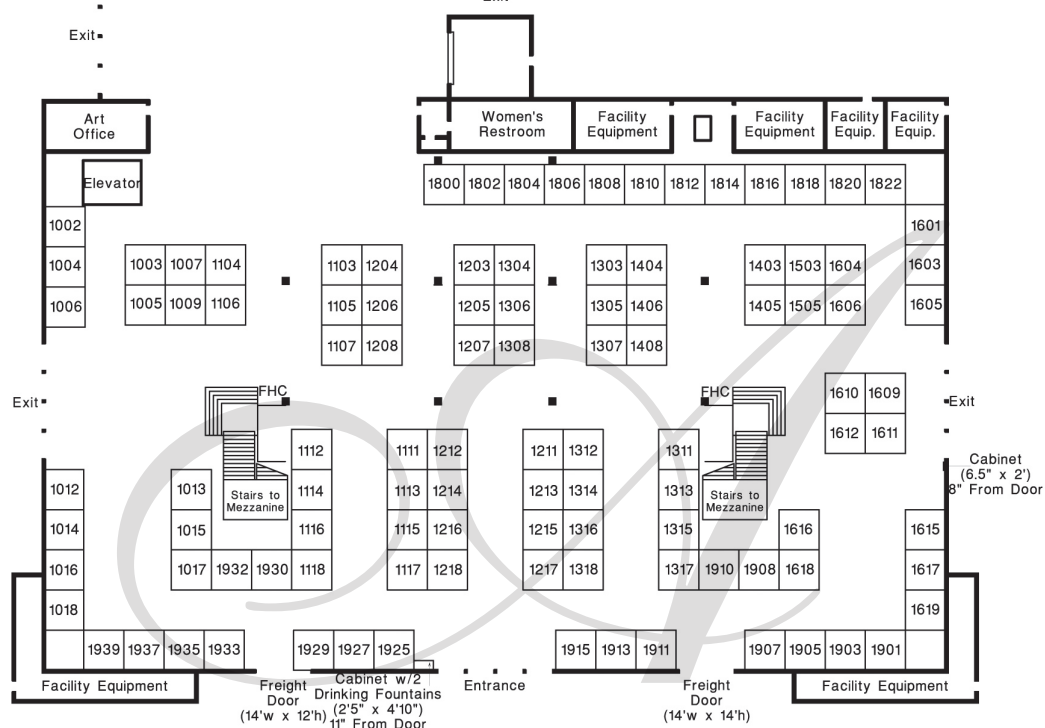 Exit
Exit
Art
Office
Women's
Restroom
Facility
Equipment
Facility
Equipment
Facility
Equip.
Facility
Equip.
Elevator
1800 1802 1804 1806 1808 1810 1812 1814 1816 1818 1820 1822
1002
1601
1004
1003 1007 1104
1103 1204
1203 1304
1303 1404
1403 1503 1604
1603
1006
1005 1009 1106
1105 1206
1205 1306
1305 1406
1405 1505 1606
1605
1107 1208
1207 1308
1307 1408
FHC
FHC
1610 1609
Exit
Exit
1612 1611
1112
1111 1212
1211 1312
1311
Cabinet
(6.5" x 2')
8" From Door
1012
1013
Stairs to
Mezzanine
1114
1113 1214
1213 1314
1313
Stairs to
Mezzanine
1014
1015
1116
1115 1216
1215 1316
1315
1616
1615
1016
1017 1932 1930 1118
1117 1218
1217 1318
1317 1910 1908 1618
1617
1018
1619
1939 1937 1935 1933
1929 1927 1925
1915 1913 1911
1907 1905 1903 1901
Facility Equipment
Freight
Door
(14'w x 12'h)
Cabinet w/2
Drinking Fountains
(2'5" x 4'10")
11" From Door
Entrance
Freight
Door
(14'w x 14'h)
Facility Equipment